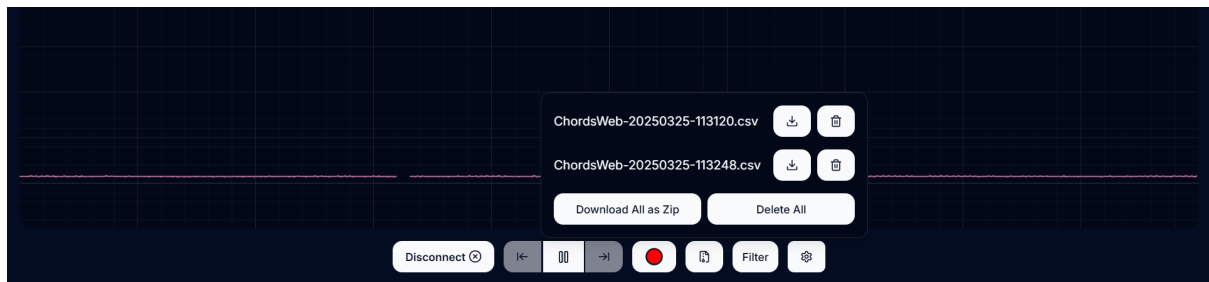 ChordsWeb-20250325-113120.csv
ChordsWeb-20250325-113248.csv
Download All as Zip Delete All
Disconnect Filter